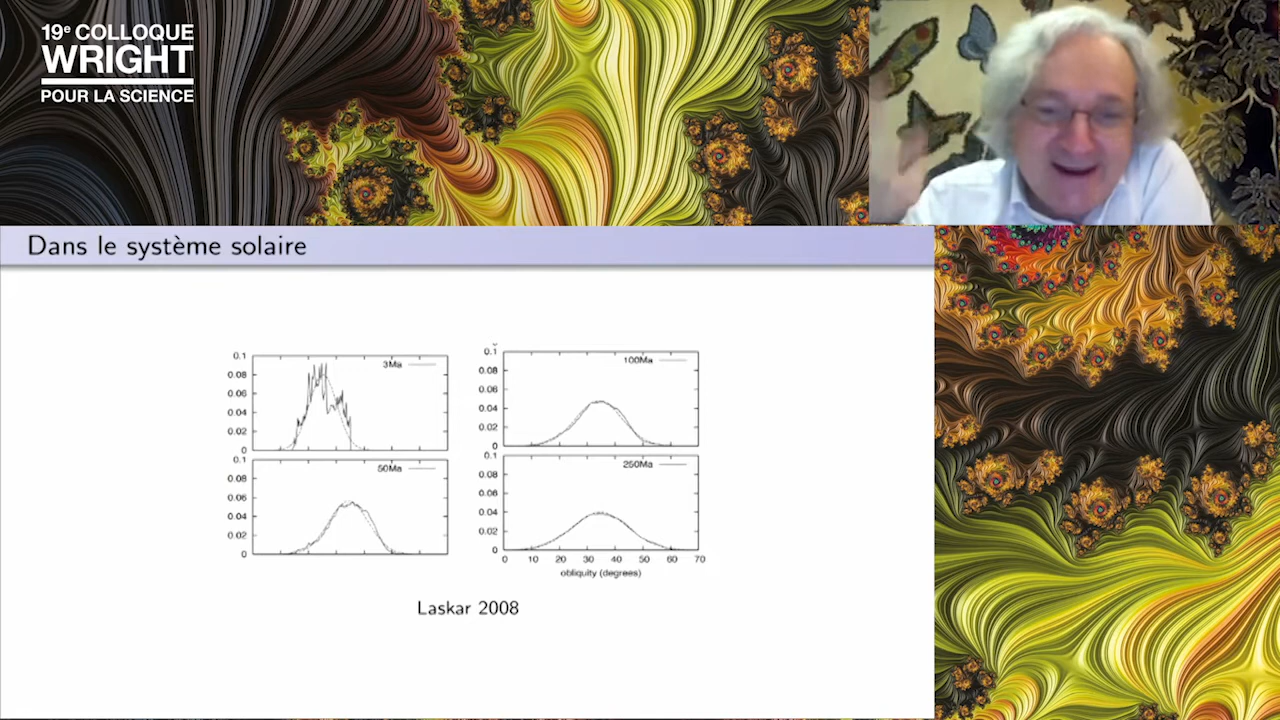 19e COLLOQUE
WRIGHT
POUR LA SCIENCE
Dans le système solaire
0.1
0.08
0.06
0.04
0.02
0
3Ma
0.1
0.08
0.06
0.04
0.02
0
100Ma
0.1
0.08
0.06
0.04
0.02
0
50Ma
0.1
0.08
0.06
0.04
0.02
0
250Ma
0 10 20 30 40 50 60 70
obliquity (degrees)
Laskar 2008